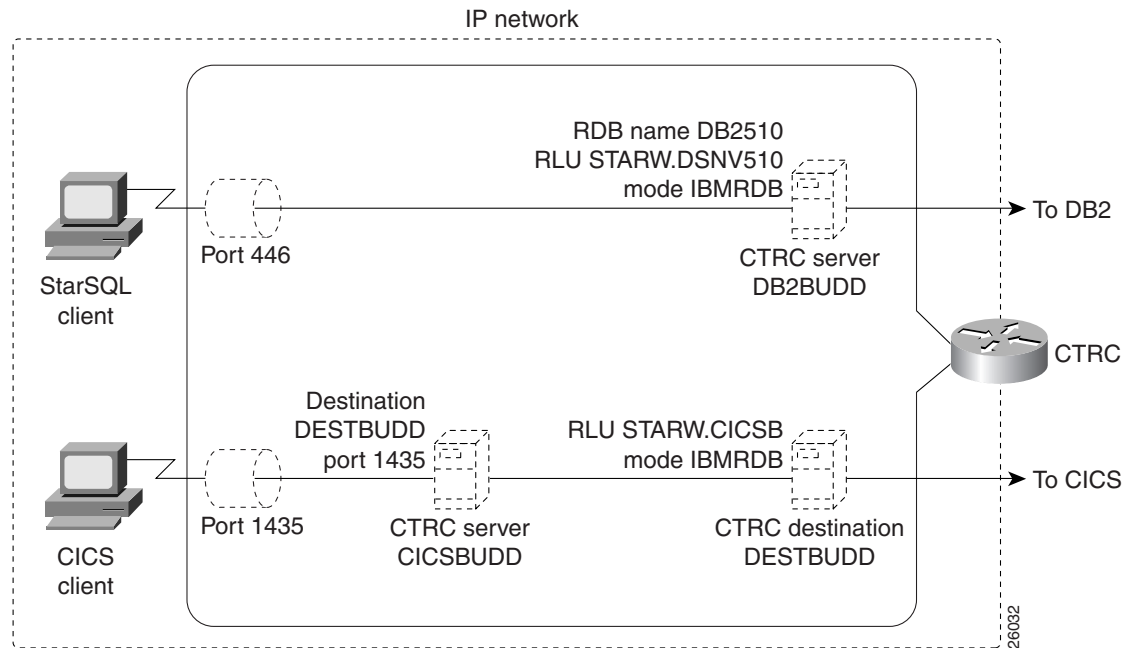 IP network
RDB name DB2510
RLU STARW.DSNV510
mode IBMRDB
To DB2
Port 446
CTRC server
DB2BUDD
StarSQL
client
CTRC
Destination
DESTBUDD
port 1435
RLU STARW.CICSB
mode IBMRDB
To CICS
Port 1435
CTRC server
CICSBUDD
CTRC destination
DESTBUDD
CICS
client
26032